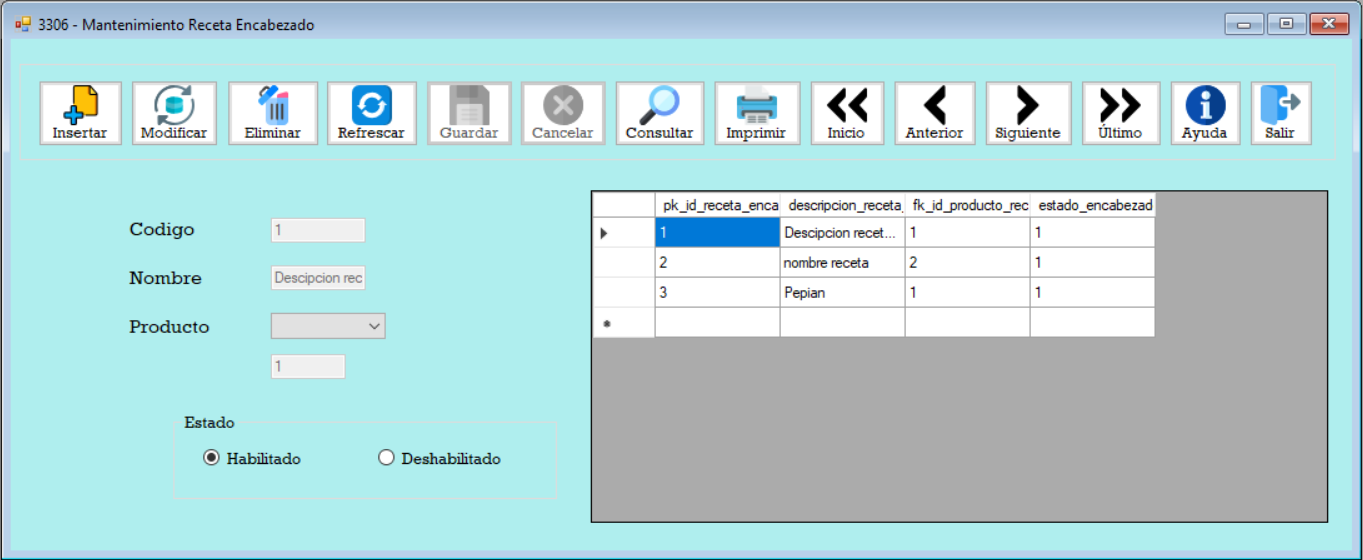 3306 - Mantenimiento Receta Encabezado
Insertar Modificar Eliminar Refrescar Guardar Cancelar Consultar Imprimir Inicio Anterior Siguiente Último Ayuda Salir
pk_id_receta_enca descripcion_receta_ fk_id_producto_rec estado_encabezad
1 Descipcion recet... 1 1
2 nombre receta 2 1
3 Pepian 1 1
Codigo 1
Nombre Descipcion rec
Producto
1
Estado
Habilitado Deshabilitado